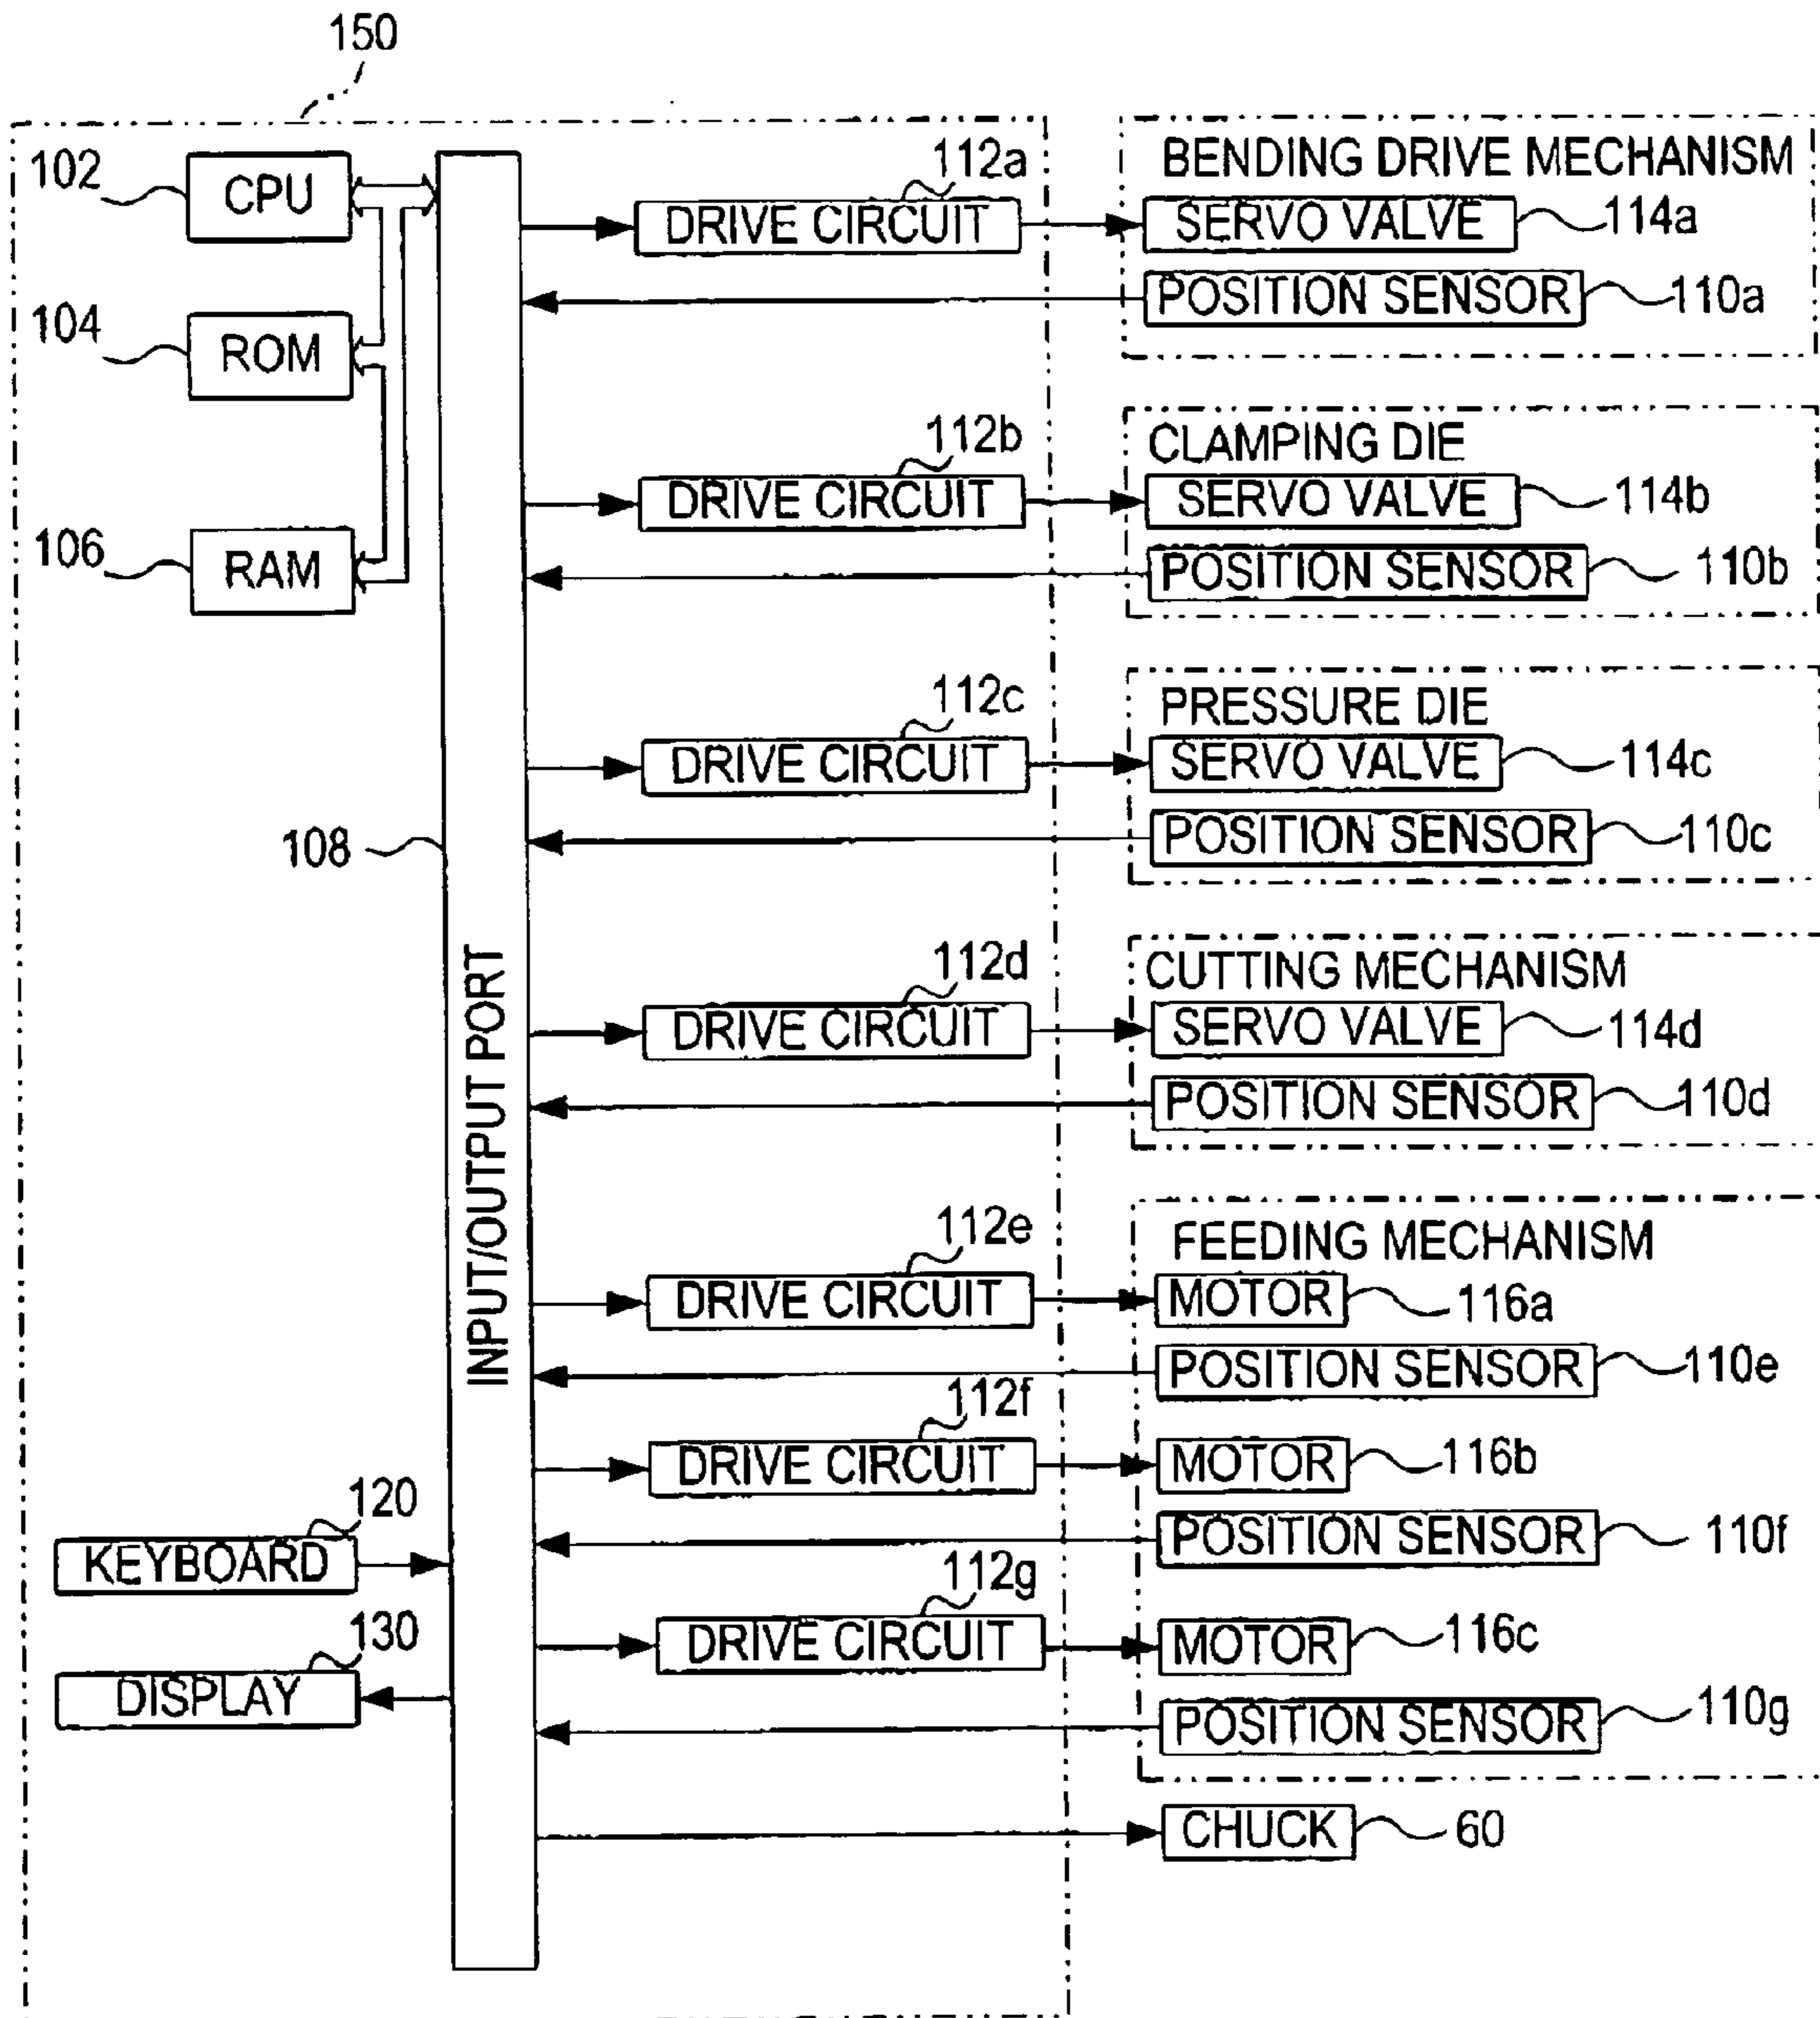 150
102
CPU
112a
BENDING DRIVE MECHANISM
DRIVE CIRCUIT
SERVO VALVE
114a
POSITION SENSOR
110a
104
ROM
112b
CLAMPING DIE
DRIVE CIRCUIT
SERVO VALVE
114b
106
RAM
POSITION SENSOR
110b
112c
PRESSURE DIE
DRIVE CIRCUIT
SERVO VALVE
114c
108
POSITION SENSOR
110c
INPUT/OUTPUT PORT
112d
CUTTING MECHANISM
DRIVE CIRCUIT
SERVO VALVE
114d
POSITION SENSOR
110d
112e
FEEDING MECHANISM
DRIVE CIRCUIT
MOTOR
116a
POSITION SENSOR
110e
112f
DRIVE CIRCUIT
MOTOR
116b
120
KEYBOARD
POSITION SENSOR
110f
112g
DRIVE CIRCUIT
MOTOR
116c
130
DISPLAY
POSITION SENSOR
110g
CHUCK
60